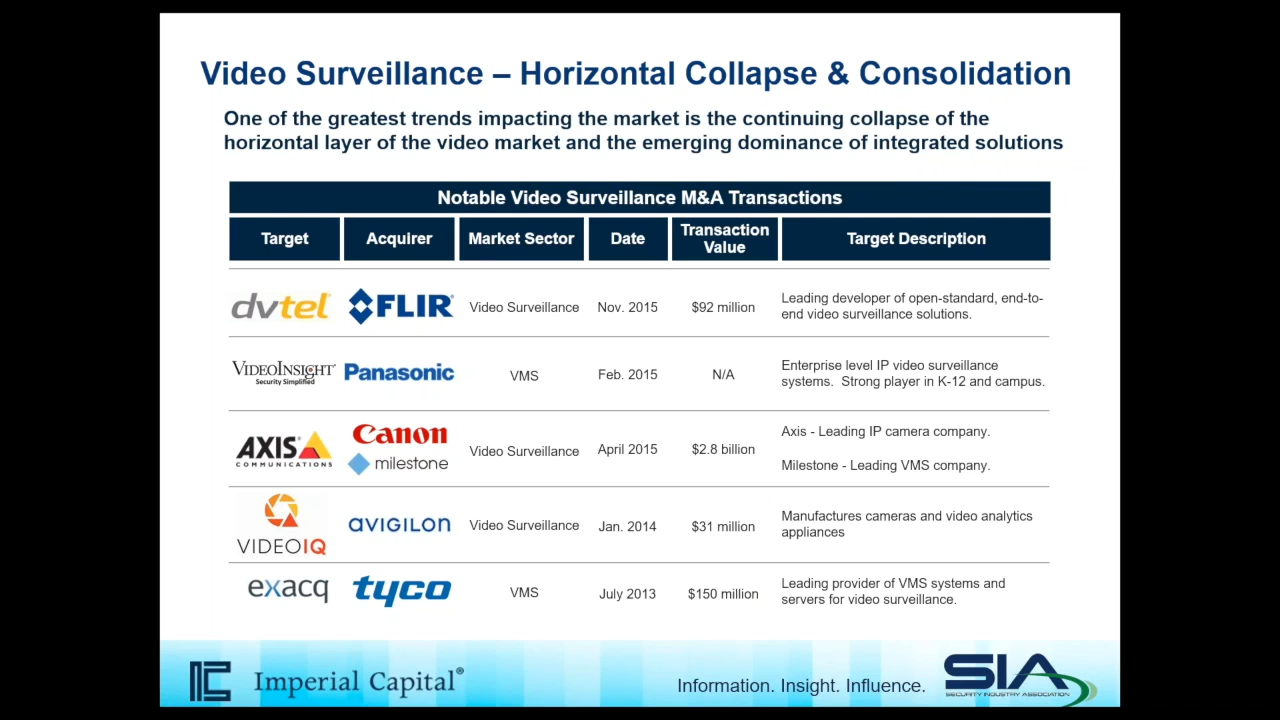 Video Surveillance – Horizontal Collapse & Consolidation
One of the greatest trends impacting the market is the continuing collapse of the
horizontal layer of the video market and the emerging dominance of integrated solutions
Notable Video Surveillance M&A Transactions
Target
Acquirer
Market Sector
Date
Transaction
Value
Target Description
dvtel
FLIR
Video Surveillance
Nov. 2015
$92 million
Leading developer of open-standard, end-to-
end video surveillance solutions.
VIDEOINSIGHT
Security Simplified
Panasonic
VMS
Feb. 2015
N/A
Enterprise level IP video surveillance
systems. Strong player in K-12 and campus.
AXIS
COMMUNICATIONS
Canon
milestone
Video Surveillance
April 2015
$2.8 billion
Axis - Leading IP camera company.
Milestone - Leading VMS company.
VIDEOIQ
AVIGILON
Video Surveillance
Jan. 2014
$31 million
Manufactures cameras and video analytics
appliances
exacq
tyco
VMS
July 2013
$150 million
Leading provider of VMS systems and
servers for video surveillance.
Imperial Capital®
Information. Insight. Influence.
SIA
SECURITY INDUSTRY ASSOCIATION